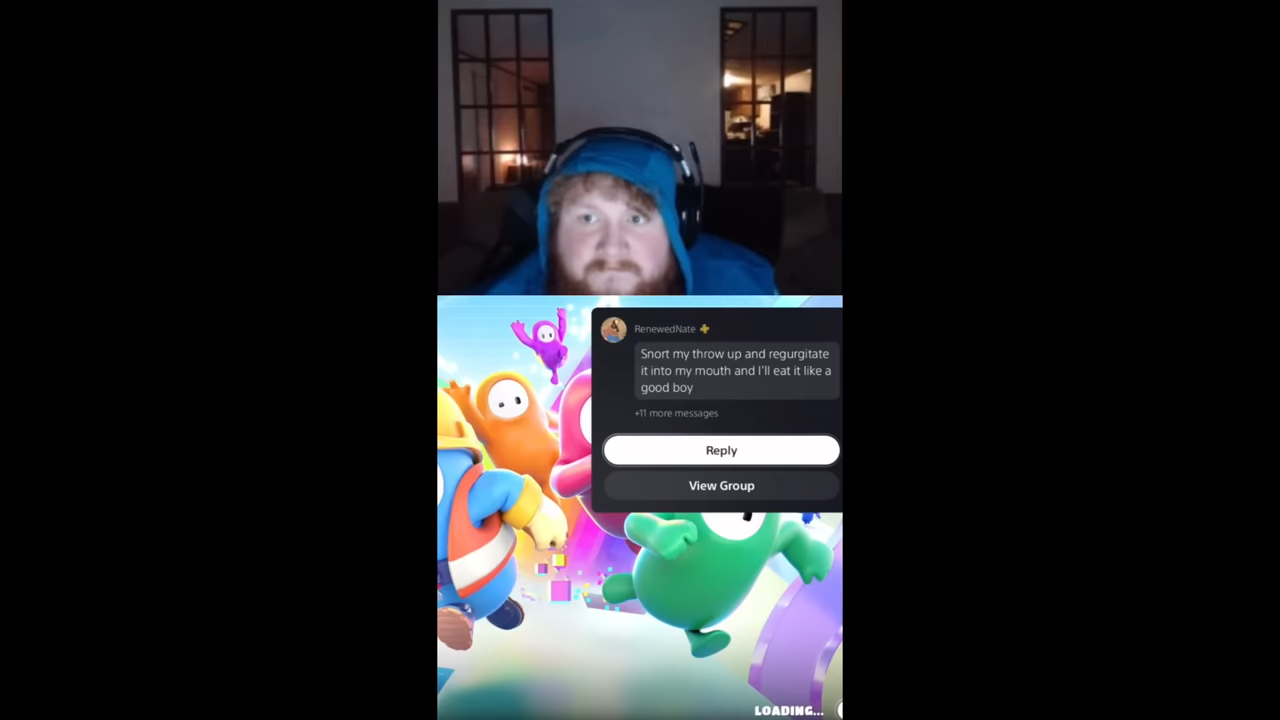 RenewedNate
Snort my throw up and regurgitate
it into my mouth and I'll eat it like a
good boy
+11 more messages
Reply
View Group
LOADING...